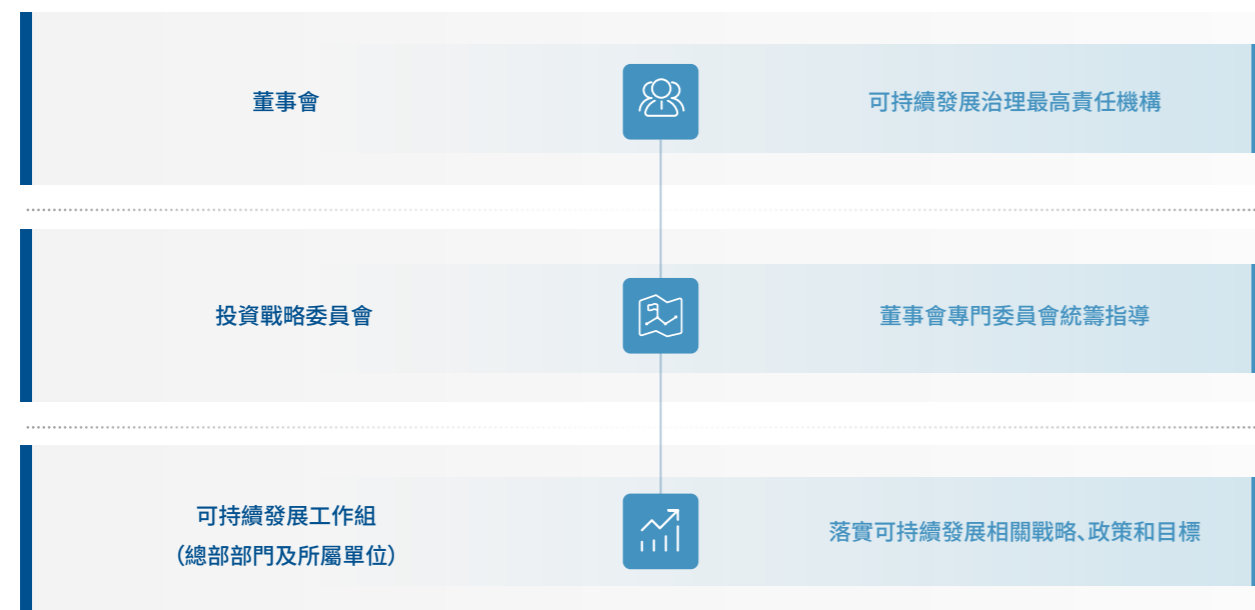 董事會
可持續發展治理最高責任機構
投資戰略委員會
董事會專門委員會統籌指導
可持續發展工作組
（總部部門及所屬單位）
落實可持續發展相關戰略、政策和目標